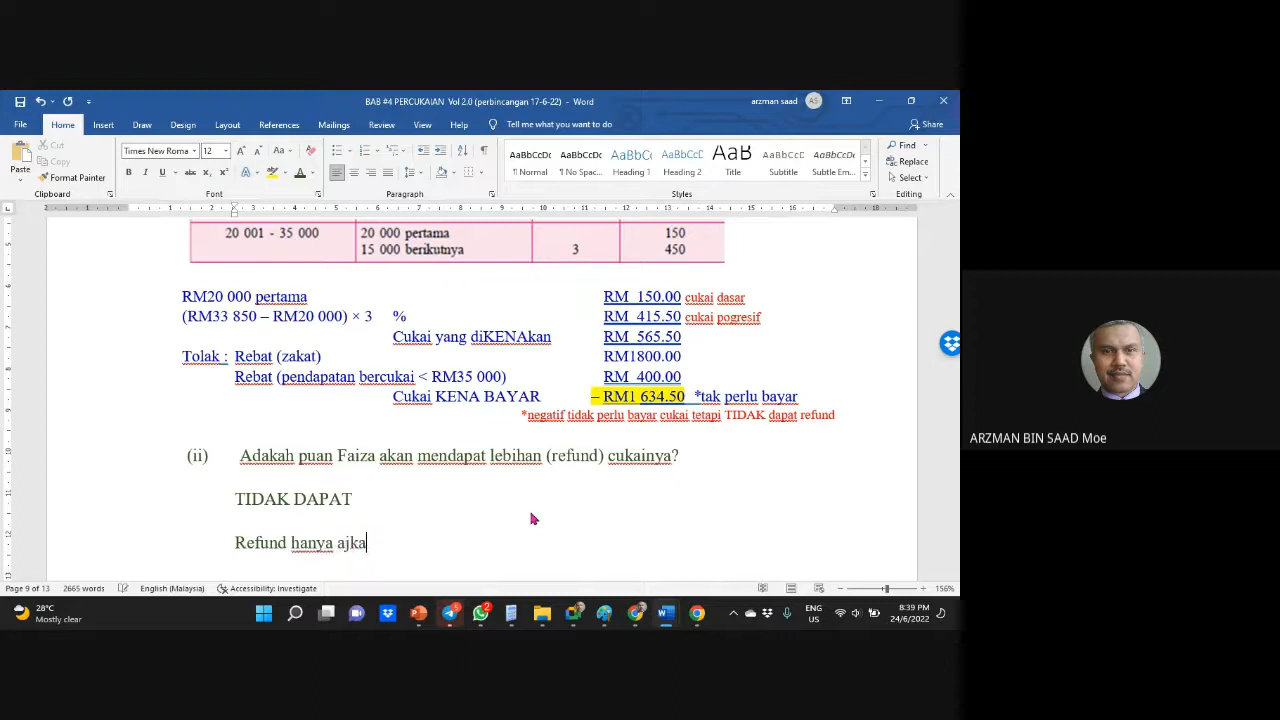 BAB #4 PERCUKAIAN Vol 2.0 (perbincangan 17-6-22) - Word
arzman saad
AS
File Home Insert Draw Design Layout References Mailings Review View Help Tell me what you want to do Share
Paste
Cut
Copy
Format Painter
Clipboard
Times New Roma 12
Font
Paragraph
AaBbCcDc AaBbCcDc AaBbCc AaBbCcC AaB AaBbCcC AaBbCcDc
¶ Normal ¶ No Spac... Heading 1 Heading 2 Title Subtitle Subtle Em...
Styles
Find
Replace
Select
Editing
20 001 - 35 000 20 000 pertama 150
15 000 berikutnya 3 450
RM20 000 pertama RM 150.00 cukai dasar
(RM33 850 – RM20 000) × 3 % RM 415.50 cukai pogresif
Cukai yang diKENAkan RM 565.50
Tolak : Rebat (zakat) RM1800.00
Rebat (pendapatan bercukai < RM35 000) RM 400.00
Cukai KENA BAYAR – RM1 634.50 *tak perlu bayar
*negatif tidak perlu bayar cukai tetapi TIDAK dapat refund
(ii) Adakah puan Faiza akan mendapat lebihan (refund) cukainya?
TIDAK DAPAT
Refund hanya ajka
ARZMAN BIN SAAD Moe
Page 9 of 13 2665 words English (Malaysia) Accessibility: Investigate 156%
28°C
Mostly clear
ENG
US
8:39 PM
24/6/2022